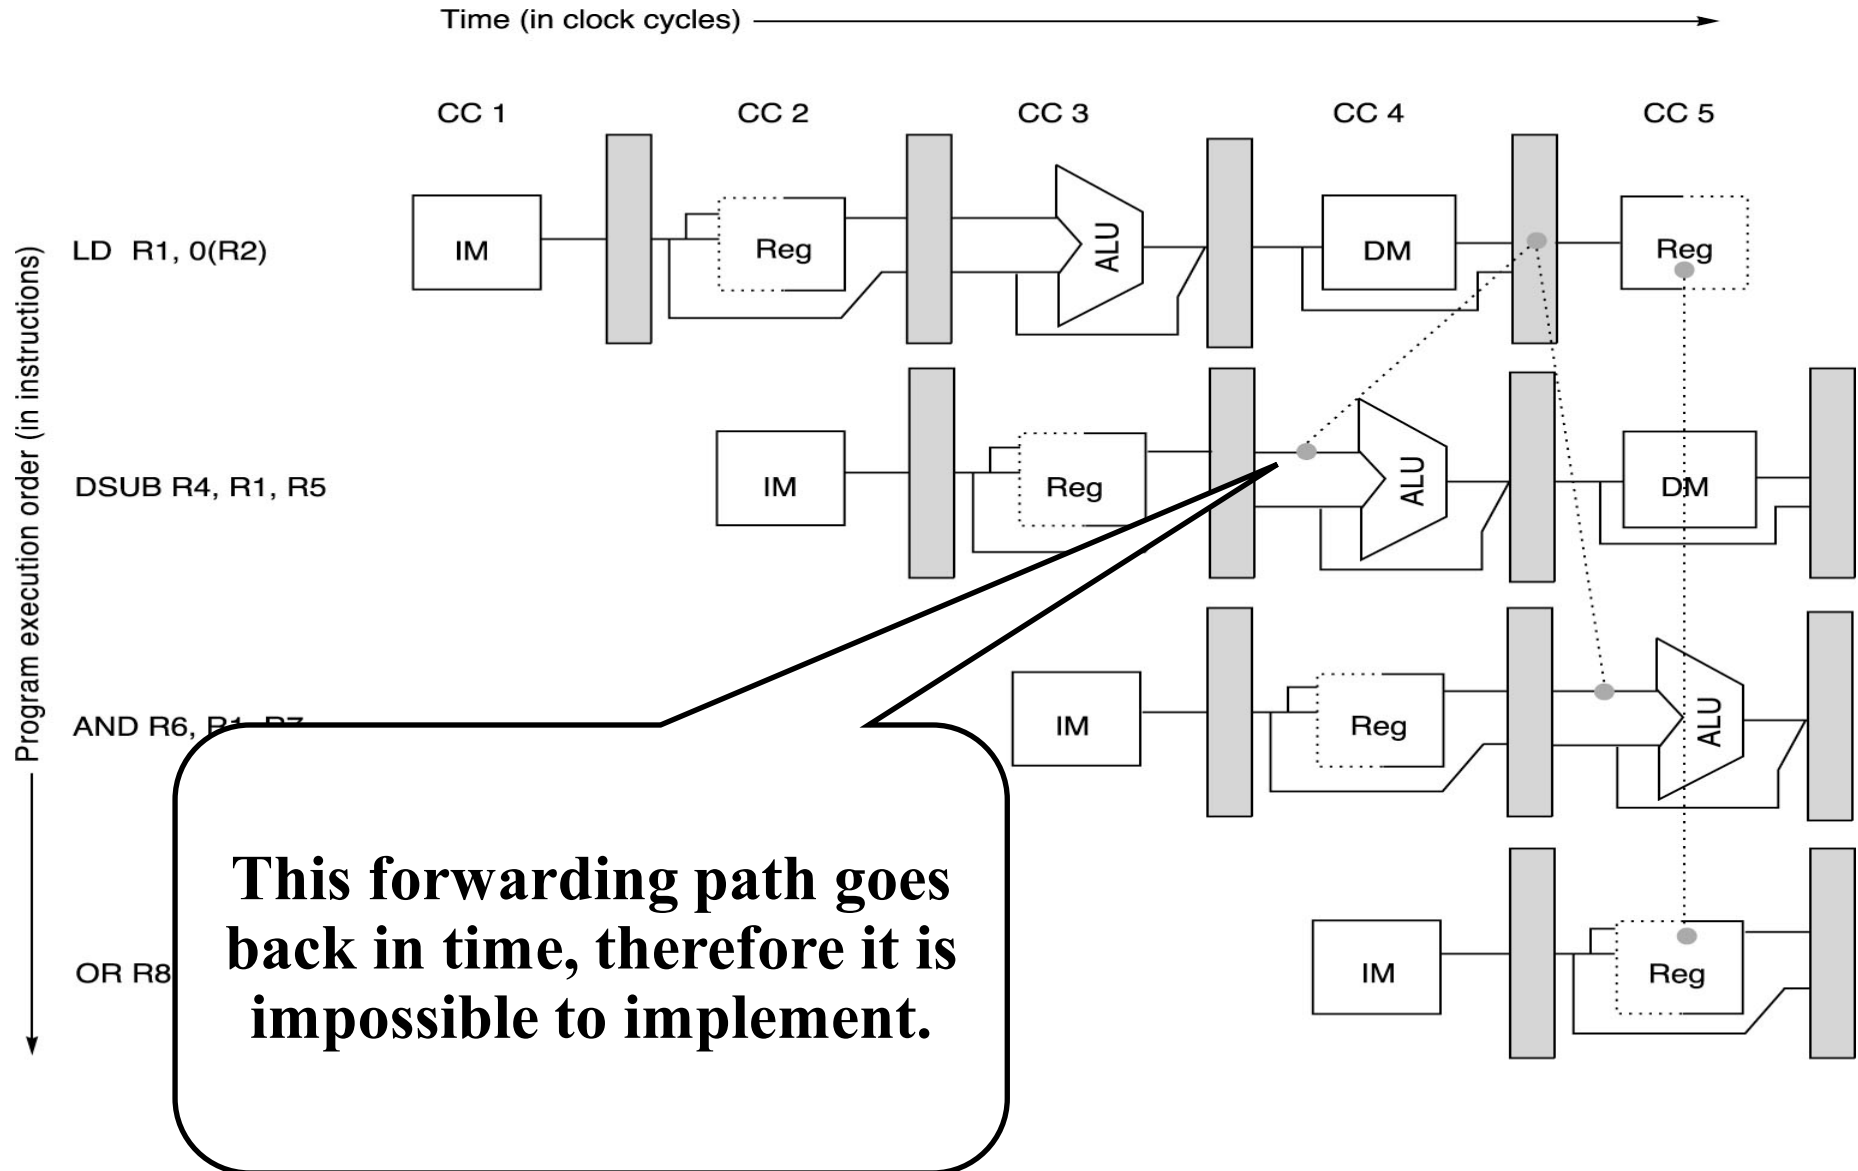 Time (in clock cycles)
CC 1 CC 2 CC 3 CC 4 CC 5
Program execution order (in instructions)
LD R1, 0(R2)
IM Reg ALU DM Reg
DSUB R4, R1, R5
IM Reg ALU DM
AND R6, R1, R7
IM Reg ALU
OR R8
IM Reg
This forwarding path goes
back in time, therefore it is
impossible to implement.